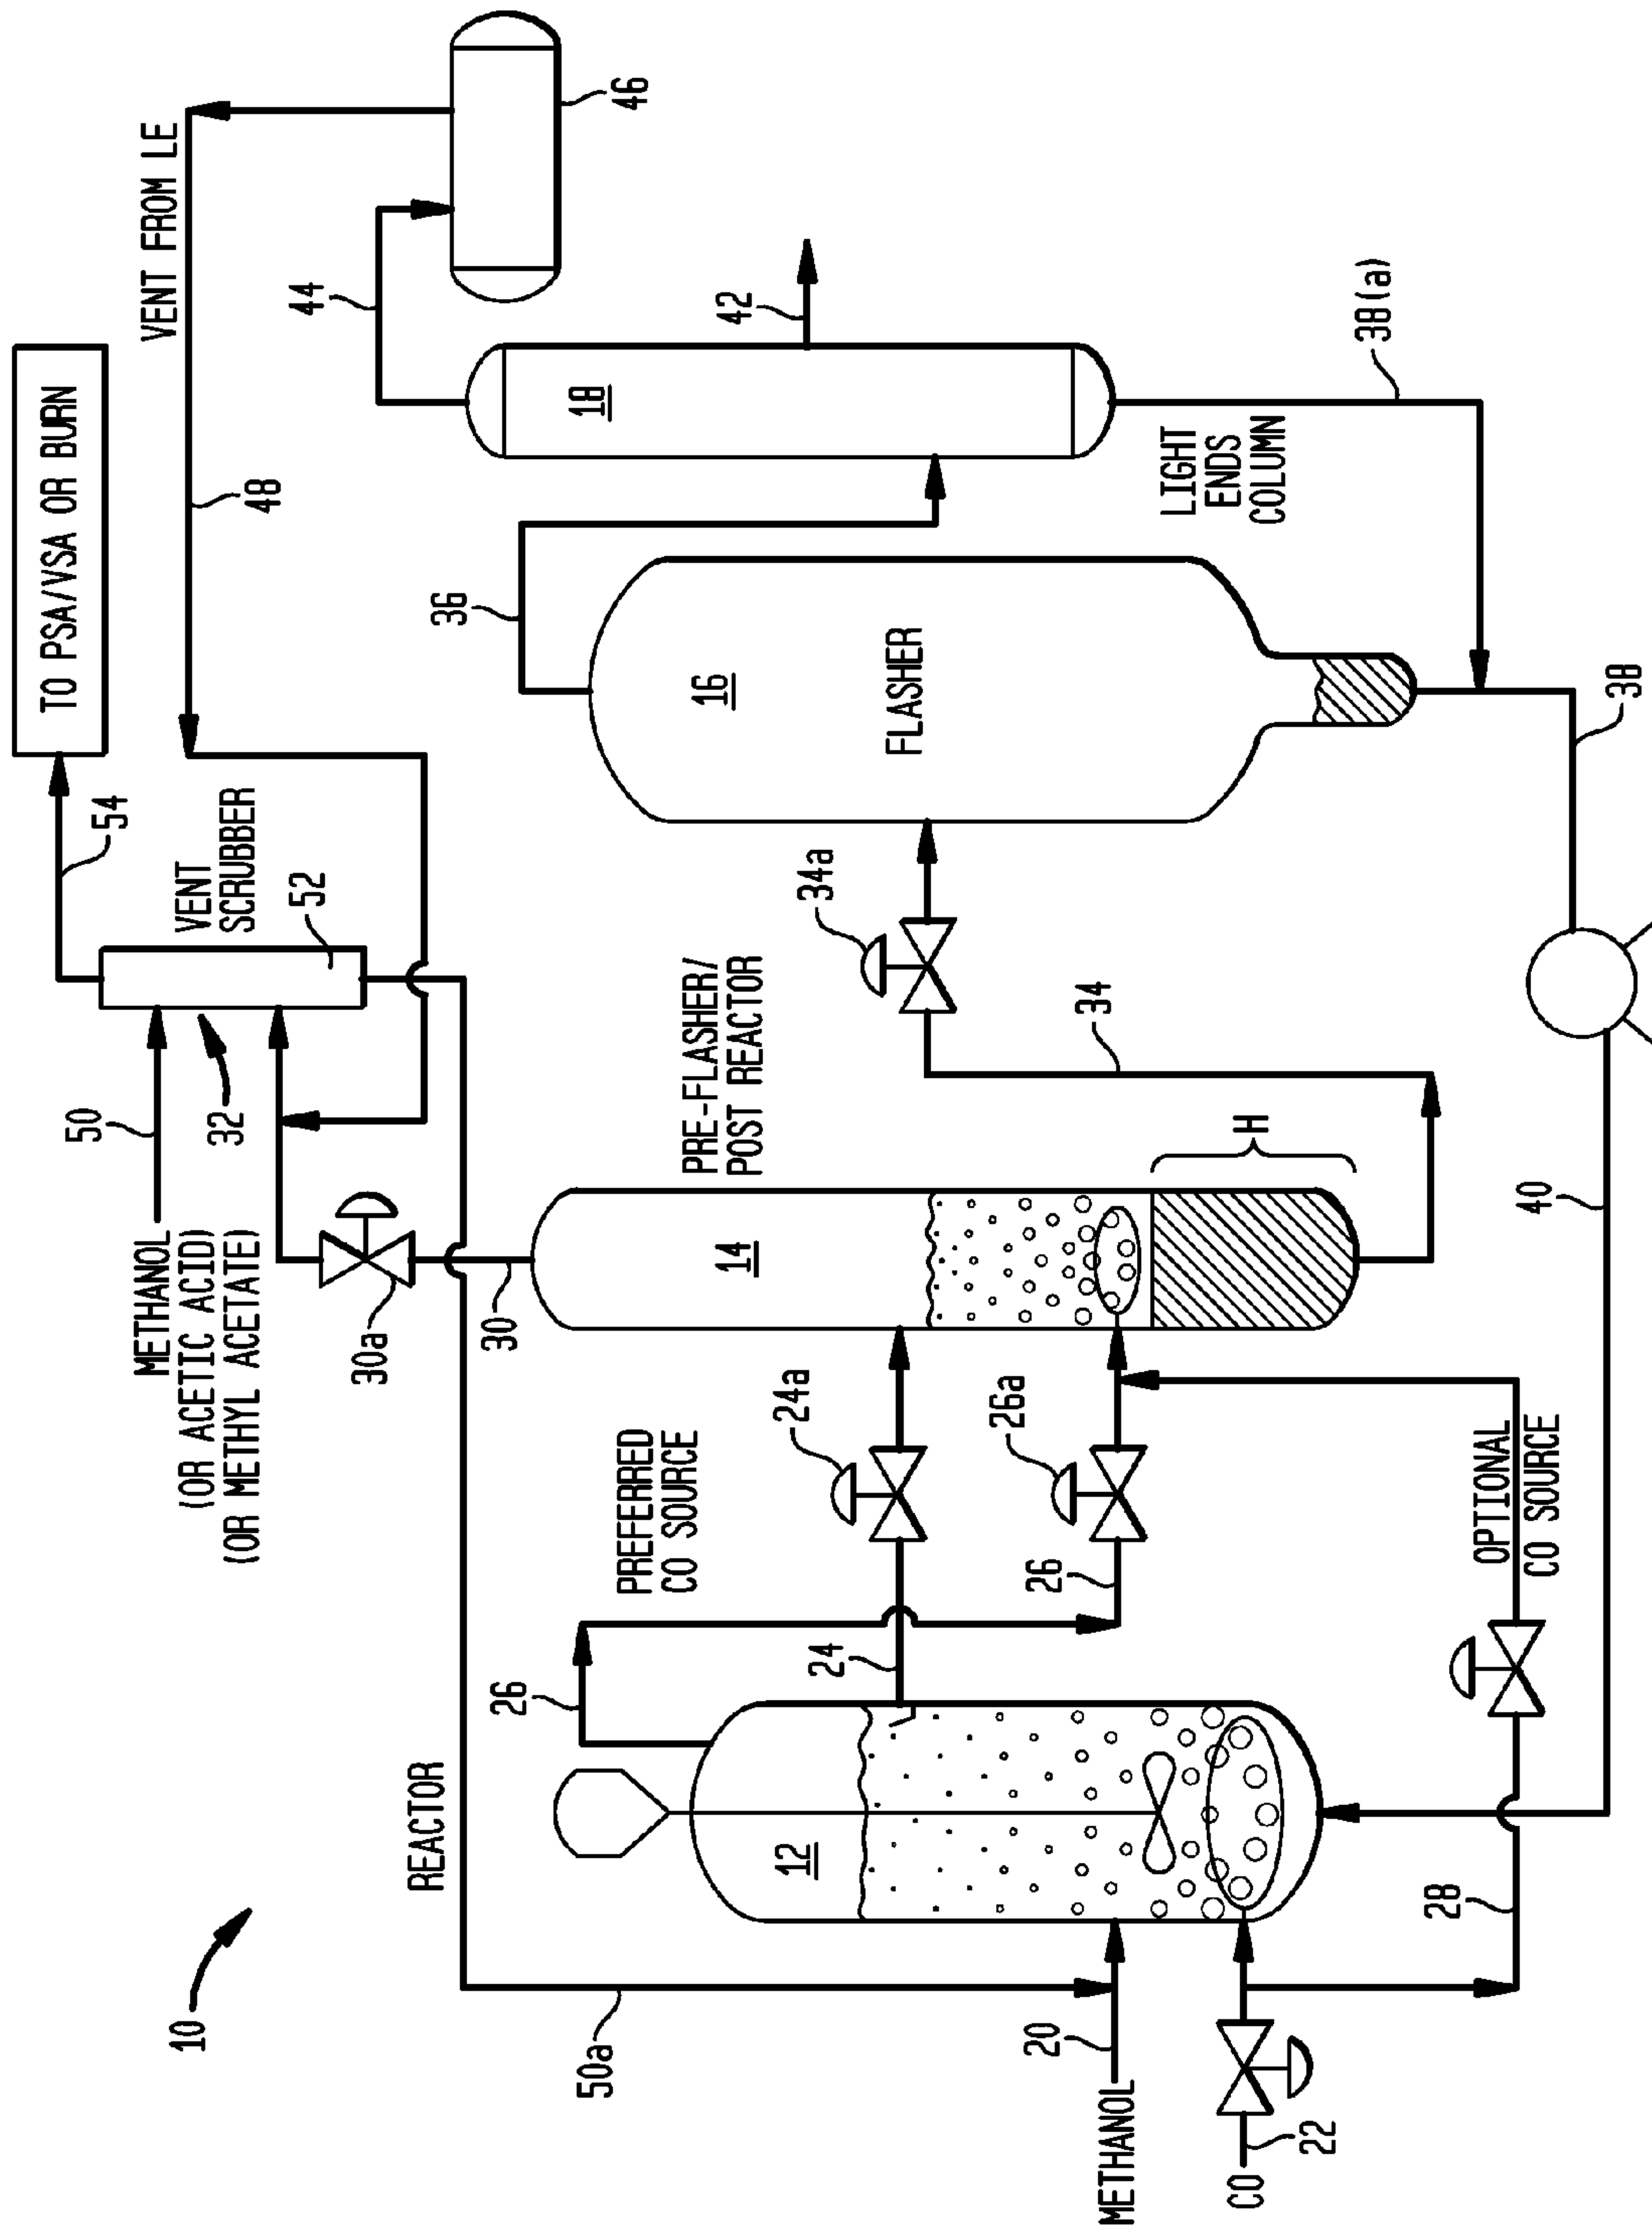 10
TO PSA/VSA OR BURN
VENT FROM LE
54
48
VENT
SCRUBBER
52
50
32
METHANOL
(OR ACETIC ACID)
(OR METHYL ACETATE)
30a
30
44
46
36
REACTOR
26
50a
PREFERRED
CO SOURCE
PRE-FLASHER/
POST REACTOR
14
16
FLASHER
18
42
12
24
24a
34a
26
26a
34
H
LIGHT
ENDS
COLUMN
38(a)
20
METHANOL
22
CO
28
OPTIONAL
CO SOURCE
40
38